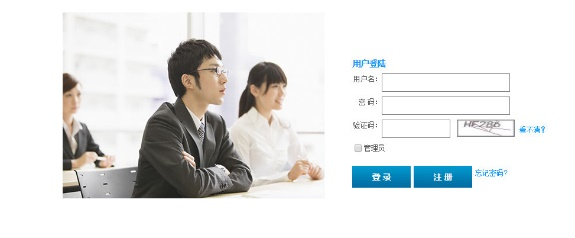 用户登陆
用户名：
密 码：
验证码： HE286 看不清？
管理员
登 录 注 册 忘记密码？